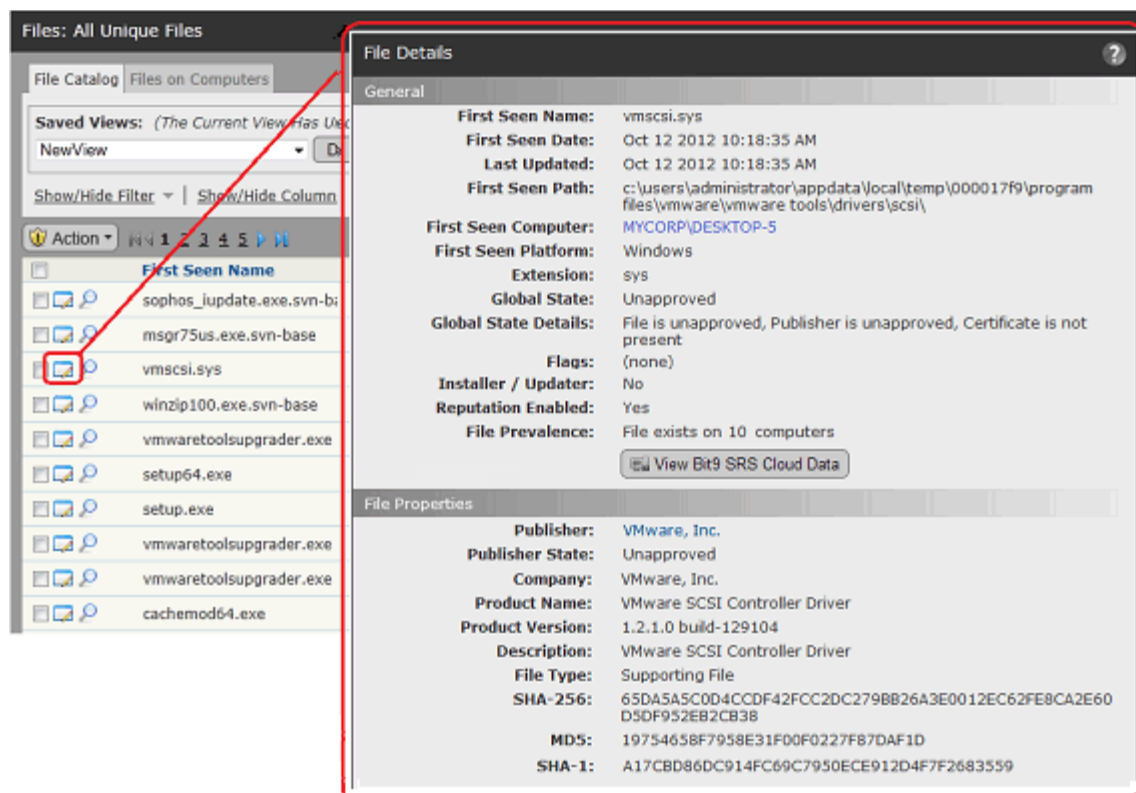 Files: All Unique Files
File Catalog Files on Computers
Saved Views: (The Current View Has
NewView
Show/Hide Filter | Show/Hide Column
Action 1 2 3 4 5
First Seen Name
sophos_iupdate.exe.svn-ba
msgr75us.exe.svn-base
vmscsi.sys
winzip100.exe.svn-base
vmwaretoolsupgrader.exe
setup64.exe
setup.exe
vmwaretoolsupgrader.exe
vmwaretoolsupgrader.exe
cachemod64.exe
File Details ?
General
First Seen Name: vmscsi.sys
First Seen Date: Oct 12 2012 10:18:35 AM
Last Updated: Oct 12 2012 10:18:35 AM
First Seen Path: c:\users\administrator\appdata\local\temp\000017f9\program
files\vmware\vmware tools\drivers\scsi\
First Seen Computer: MYCORP\DESKTOP-5
First Seen Platform: Windows
Extension: sys
Global State: Unapproved
Global State Details: File is unapproved, Publisher is unapproved, Certificate is not
present
Flags: (none)
Installer / Updater: No
Reputation Enabled: Yes
File Prevalence: File exists on 10 computers
View Bit9 SRS Cloud Data
File Properties
Publisher: VMware, Inc.
Publisher State: Unapproved
Company: VMware, Inc.
Product Name: VMware SCSI Controller Driver
Product Version: 1.2.1.0 build-129104
Description: VMware SCSI Controller Driver
File Type: Supporting File
SHA-256: 65DA5A5C0D4CCDF42FCC2DC279BB26A3E0012EC62FE8CA2E60
D5DF952EB2CB38
MD5: 19754658F7958E31F00F0227F87DAF1D
SHA-1: A17CBD86DC914FC69C7950ECE912D4F7F2683559